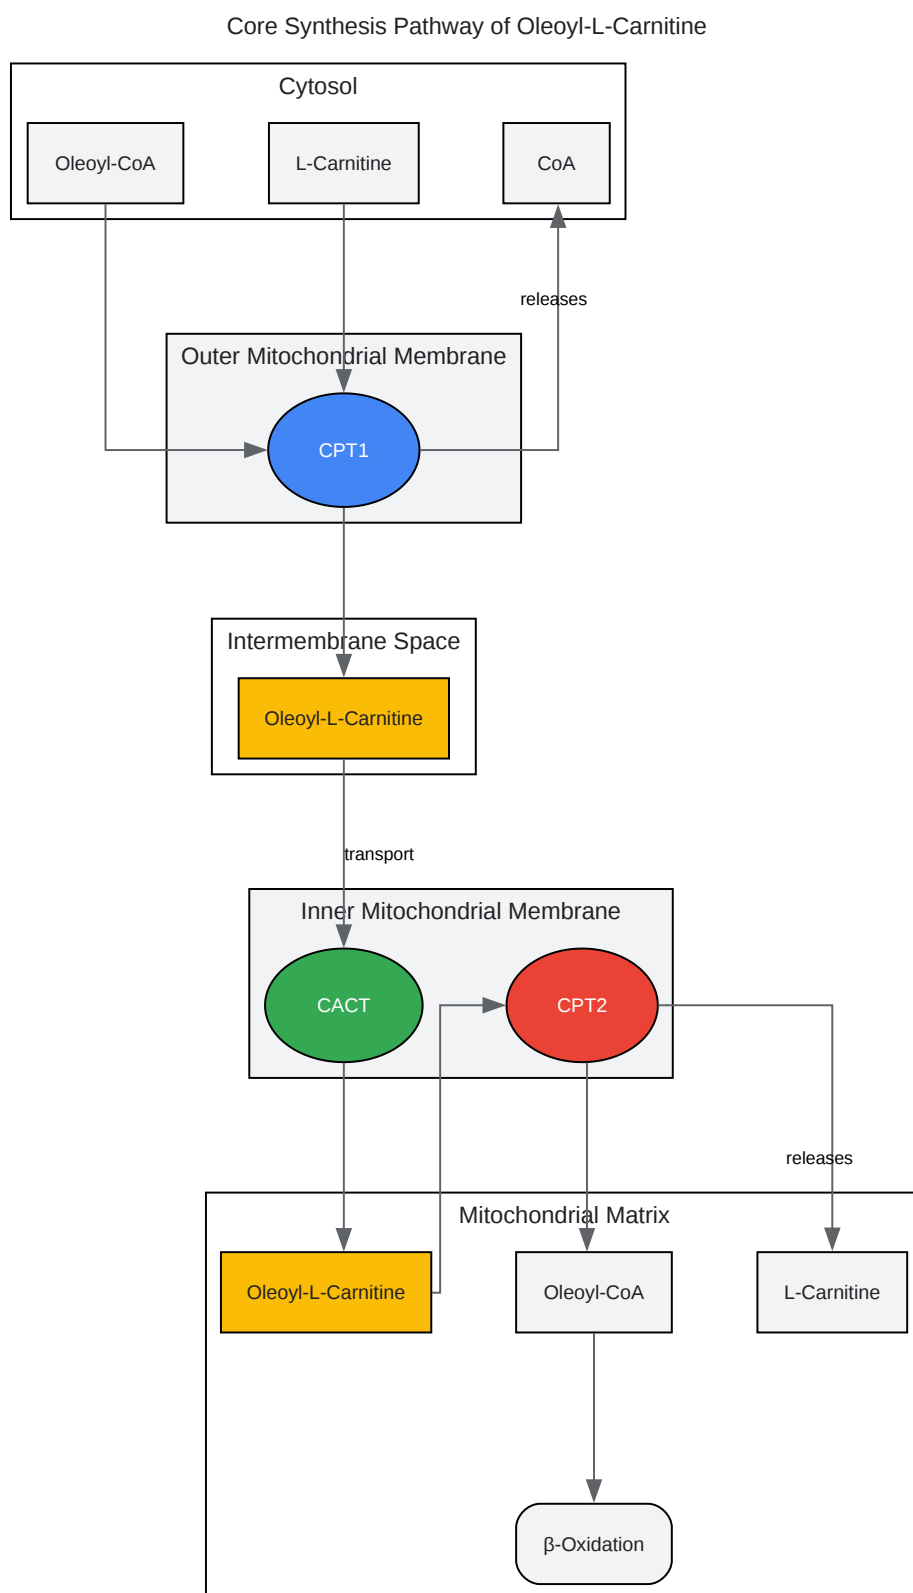 Core Synthesis Pathway of Oleoyl-L-Carnitine
Cytosol
Oleoyl-CoA
L-Carnitine
CoA
releases
Outer Mitochondrial Membrane
CPT1
Intermembrane Space
Oleoyl-L-Carnitine
transport
Inner Mitochondrial Membrane
CACT
CPT2
releases
Mitochondrial Matrix
Oleoyl-L-Carnitine
Oleoyl-CoA
L-Carnitine
β-Oxidation